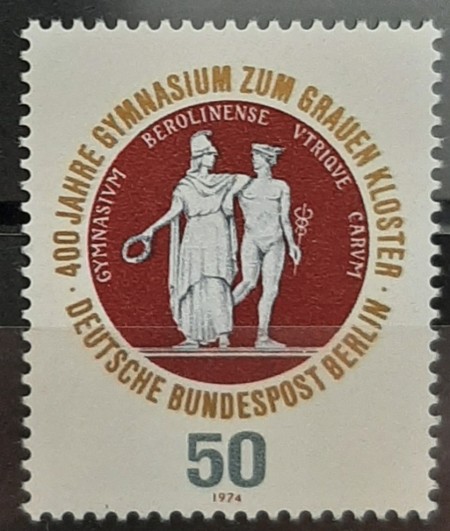 · 400 JAHRE GYMNASIUM ZUM GRAUEN KLOSTER ·
GYMNASIVM BEROLINENSE VTRIQVE CARVM
DEUTSCHE BUNDESPOST BERLIN
50
1974